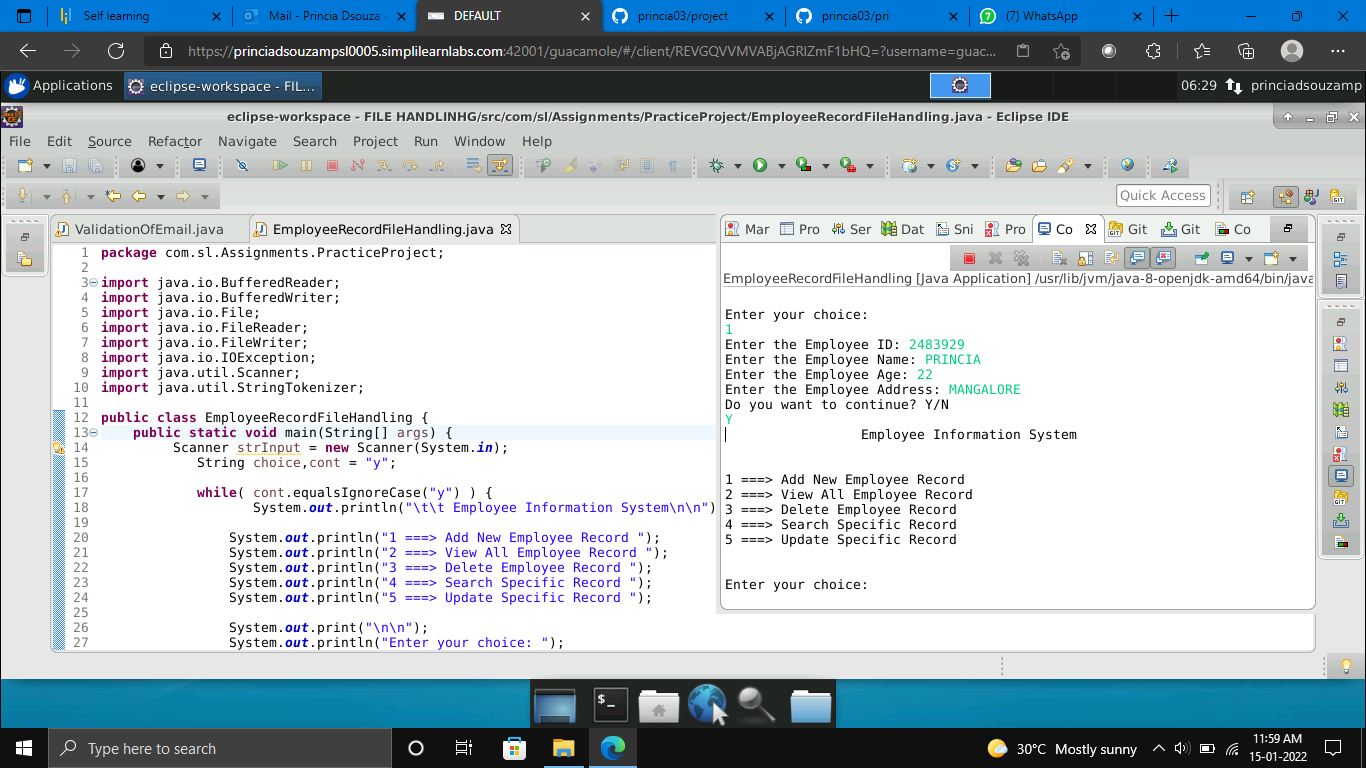 Self learning
Mail - Princia Dsouza -
DEFAULT
princia03/project
princia03/pri
(7) WhatsApp
https://princiadsouzampsl0005.simplilearnlabs.com:42001/guacamole/#/client/REVGQVVMVABjAGRlZmF1bHQ=?username=guac...
Applications
eclipse-workspace - FIL...
06:29
princiadsouzamp
eclipse-workspace - FILE HANDLINHG/src/com/sl/Assignments/PracticeProject/EmployeeRecordFileHandling.java - Eclipse IDE
File Edit Source Refactor Navigate Search Project Run Window Help
Quick Access
ValidationOfEmail.java
EmployeeRecordFileHandling.java
1 package com.sl.Assignments.PracticeProject;
2
3 import java.io.BufferedReader;
4 import java.io.BufferedWriter;
5 import java.io.File;
6 import java.io.FileReader;
7 import java.io.FileWriter;
8 import java.io.IOException;
9 import java.util.Scanner;
10 import java.util.StringTokenizer;
11
12 public class EmployeeRecordFileHandling {
13 public static void main(String[] args) {
14 Scanner strInput = new Scanner(System.in);
15 String choice,cont = "y";
16
17 while( cont.equalsIgnoreCase("y") ) {
18 System.out.println("\t\t Employee Information System\n\n")
19
20 System.out.println("1 ===> Add New Employee Record ");
21 System.out.println("2 ===> View All Employee Record ");
22 System.out.println("3 ===> Delete Employee Record ");
23 System.out.println("4 ===> Search Specific Record ");
24 System.out.println("5 ===> Update Specific Record ");
25
26 System.out.print("\n\n");
27 System.out.println("Enter your choice: ");
Mar Pro Ser Dat Sni Pro Co Git Git Co
EmployeeRecordFileHandling [Java Application] /usr/lib/jvm/java-8-openjdk-amd64/bin/java
Enter your choice:
1
Enter the Employee ID: 2483929
Enter the Employee Name: PRINCIA
Enter the Employee Age: 22
Enter the Employee Address: MANGALORE
Do you want to continue? Y/N
Y
Employee Information System
1 ===> Add New Employee Record
2 ===> View All Employee Record
3 ===> Delete Employee Record
4 ===> Search Specific Record
5 ===> Update Specific Record
Enter your choice:
Type here to search
30°C Mostly sunny
11:59 AM
15-01-2022